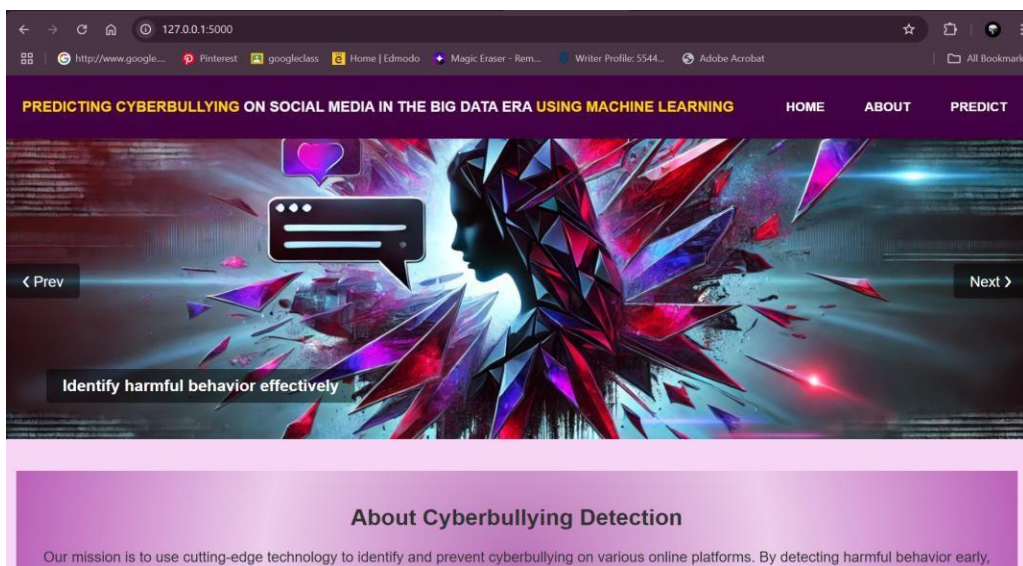 127.0.0.1:5000
http://www.google.... Pinterest googleclass Home | Edmodo Magic Eraser - Rem... Writer Profile: 5544... Adobe Acrobat All Bookmark
PREDICTING CYBERBULLYING ON SOCIAL MEDIA IN THE BIG DATA ERA USING MACHINE LEARNING HOME ABOUT PREDICT
❮ Prev Next ❯
Identify harmful behavior effectively
About Cyberbullying Detection
Our mission is to use cutting-edge technology to identify and prevent cyberbullying on various online platforms. By detecting harmful behavior early,